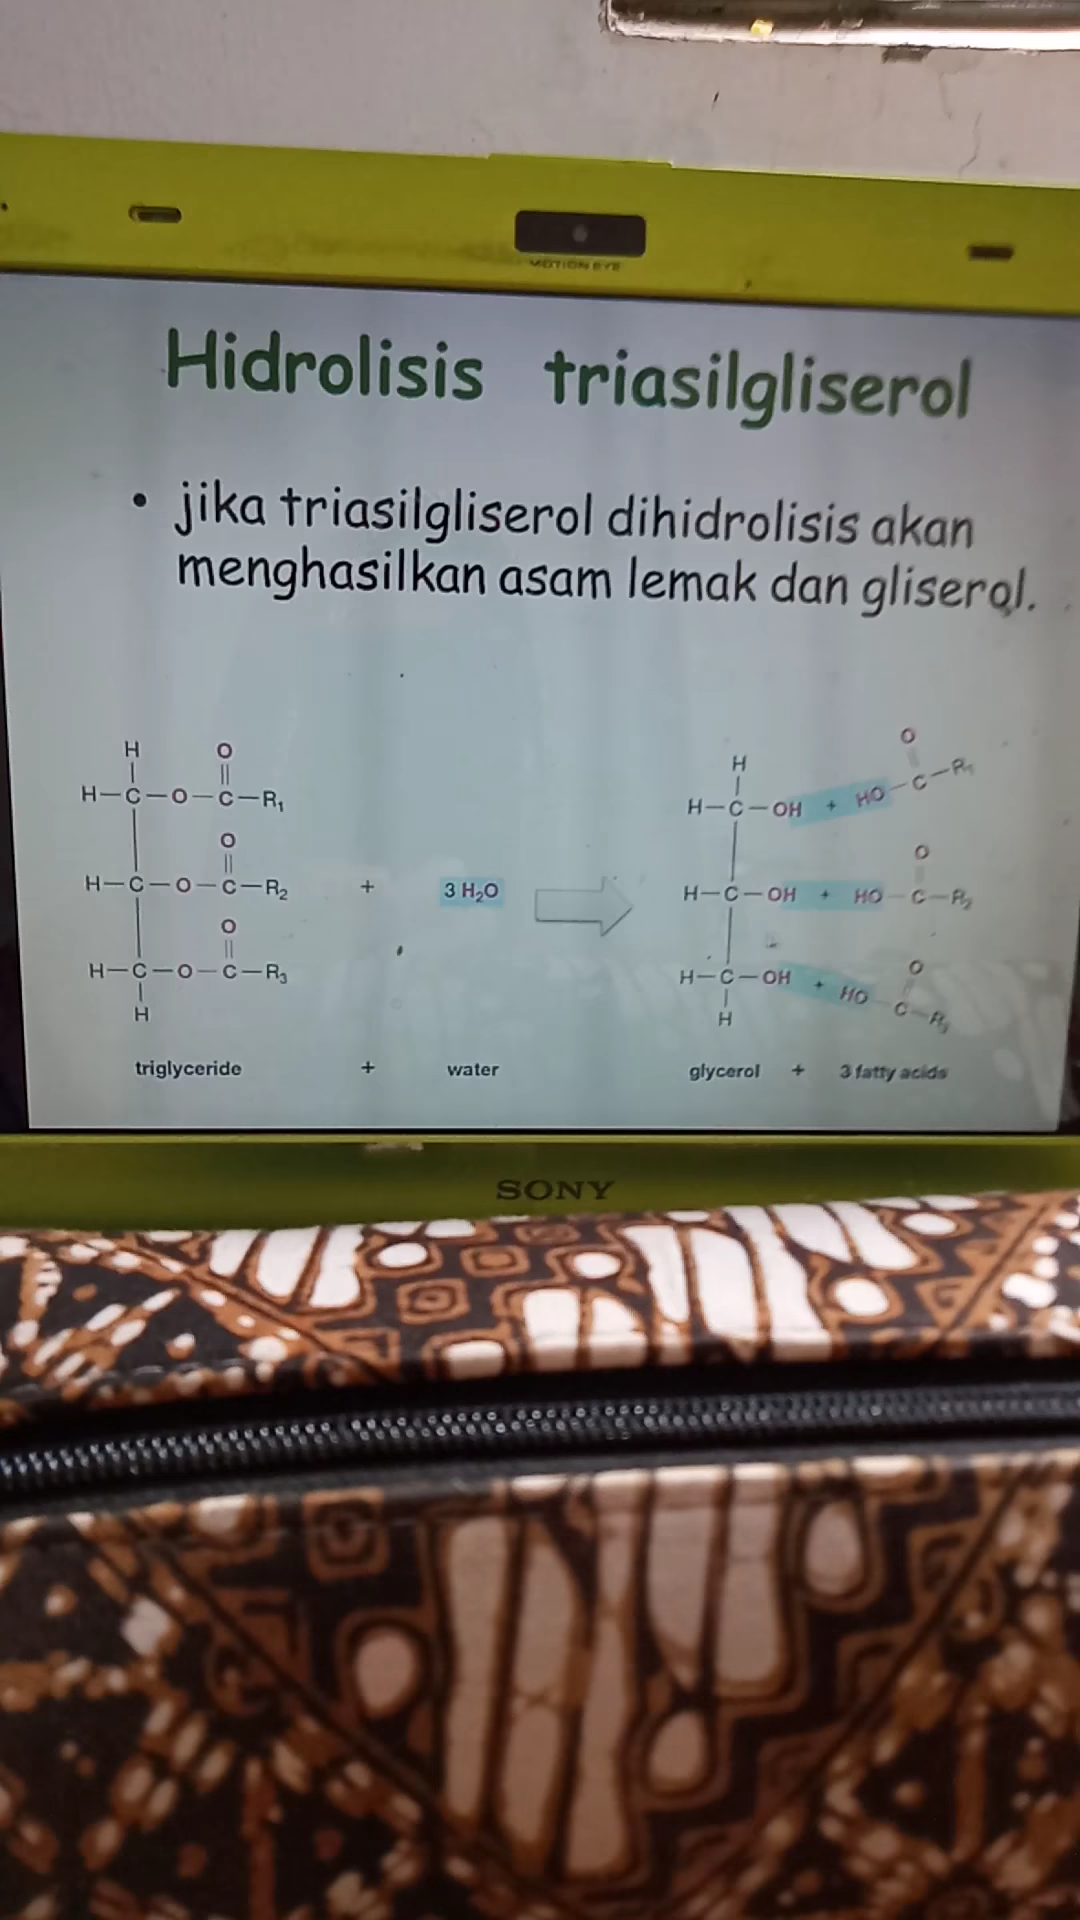 MOTION EYE
Hidrolisis triasilgliserol
• jika triasilgliserol dihidrolisis akan
menghasilkan asam lemak dan gliserol.
H O H O
H—C—O—C—R₁ H—C—OH + HO—C—R₁
O O
H—C—O—C—R₂ + 3 H₂O H—C—OH + HO—C—R₂
O O
H—C—O—C—R₃ H—C—OH + HO—C—R₃
H H
triglyceride + water glycerol + 3 fatty acids
SONY